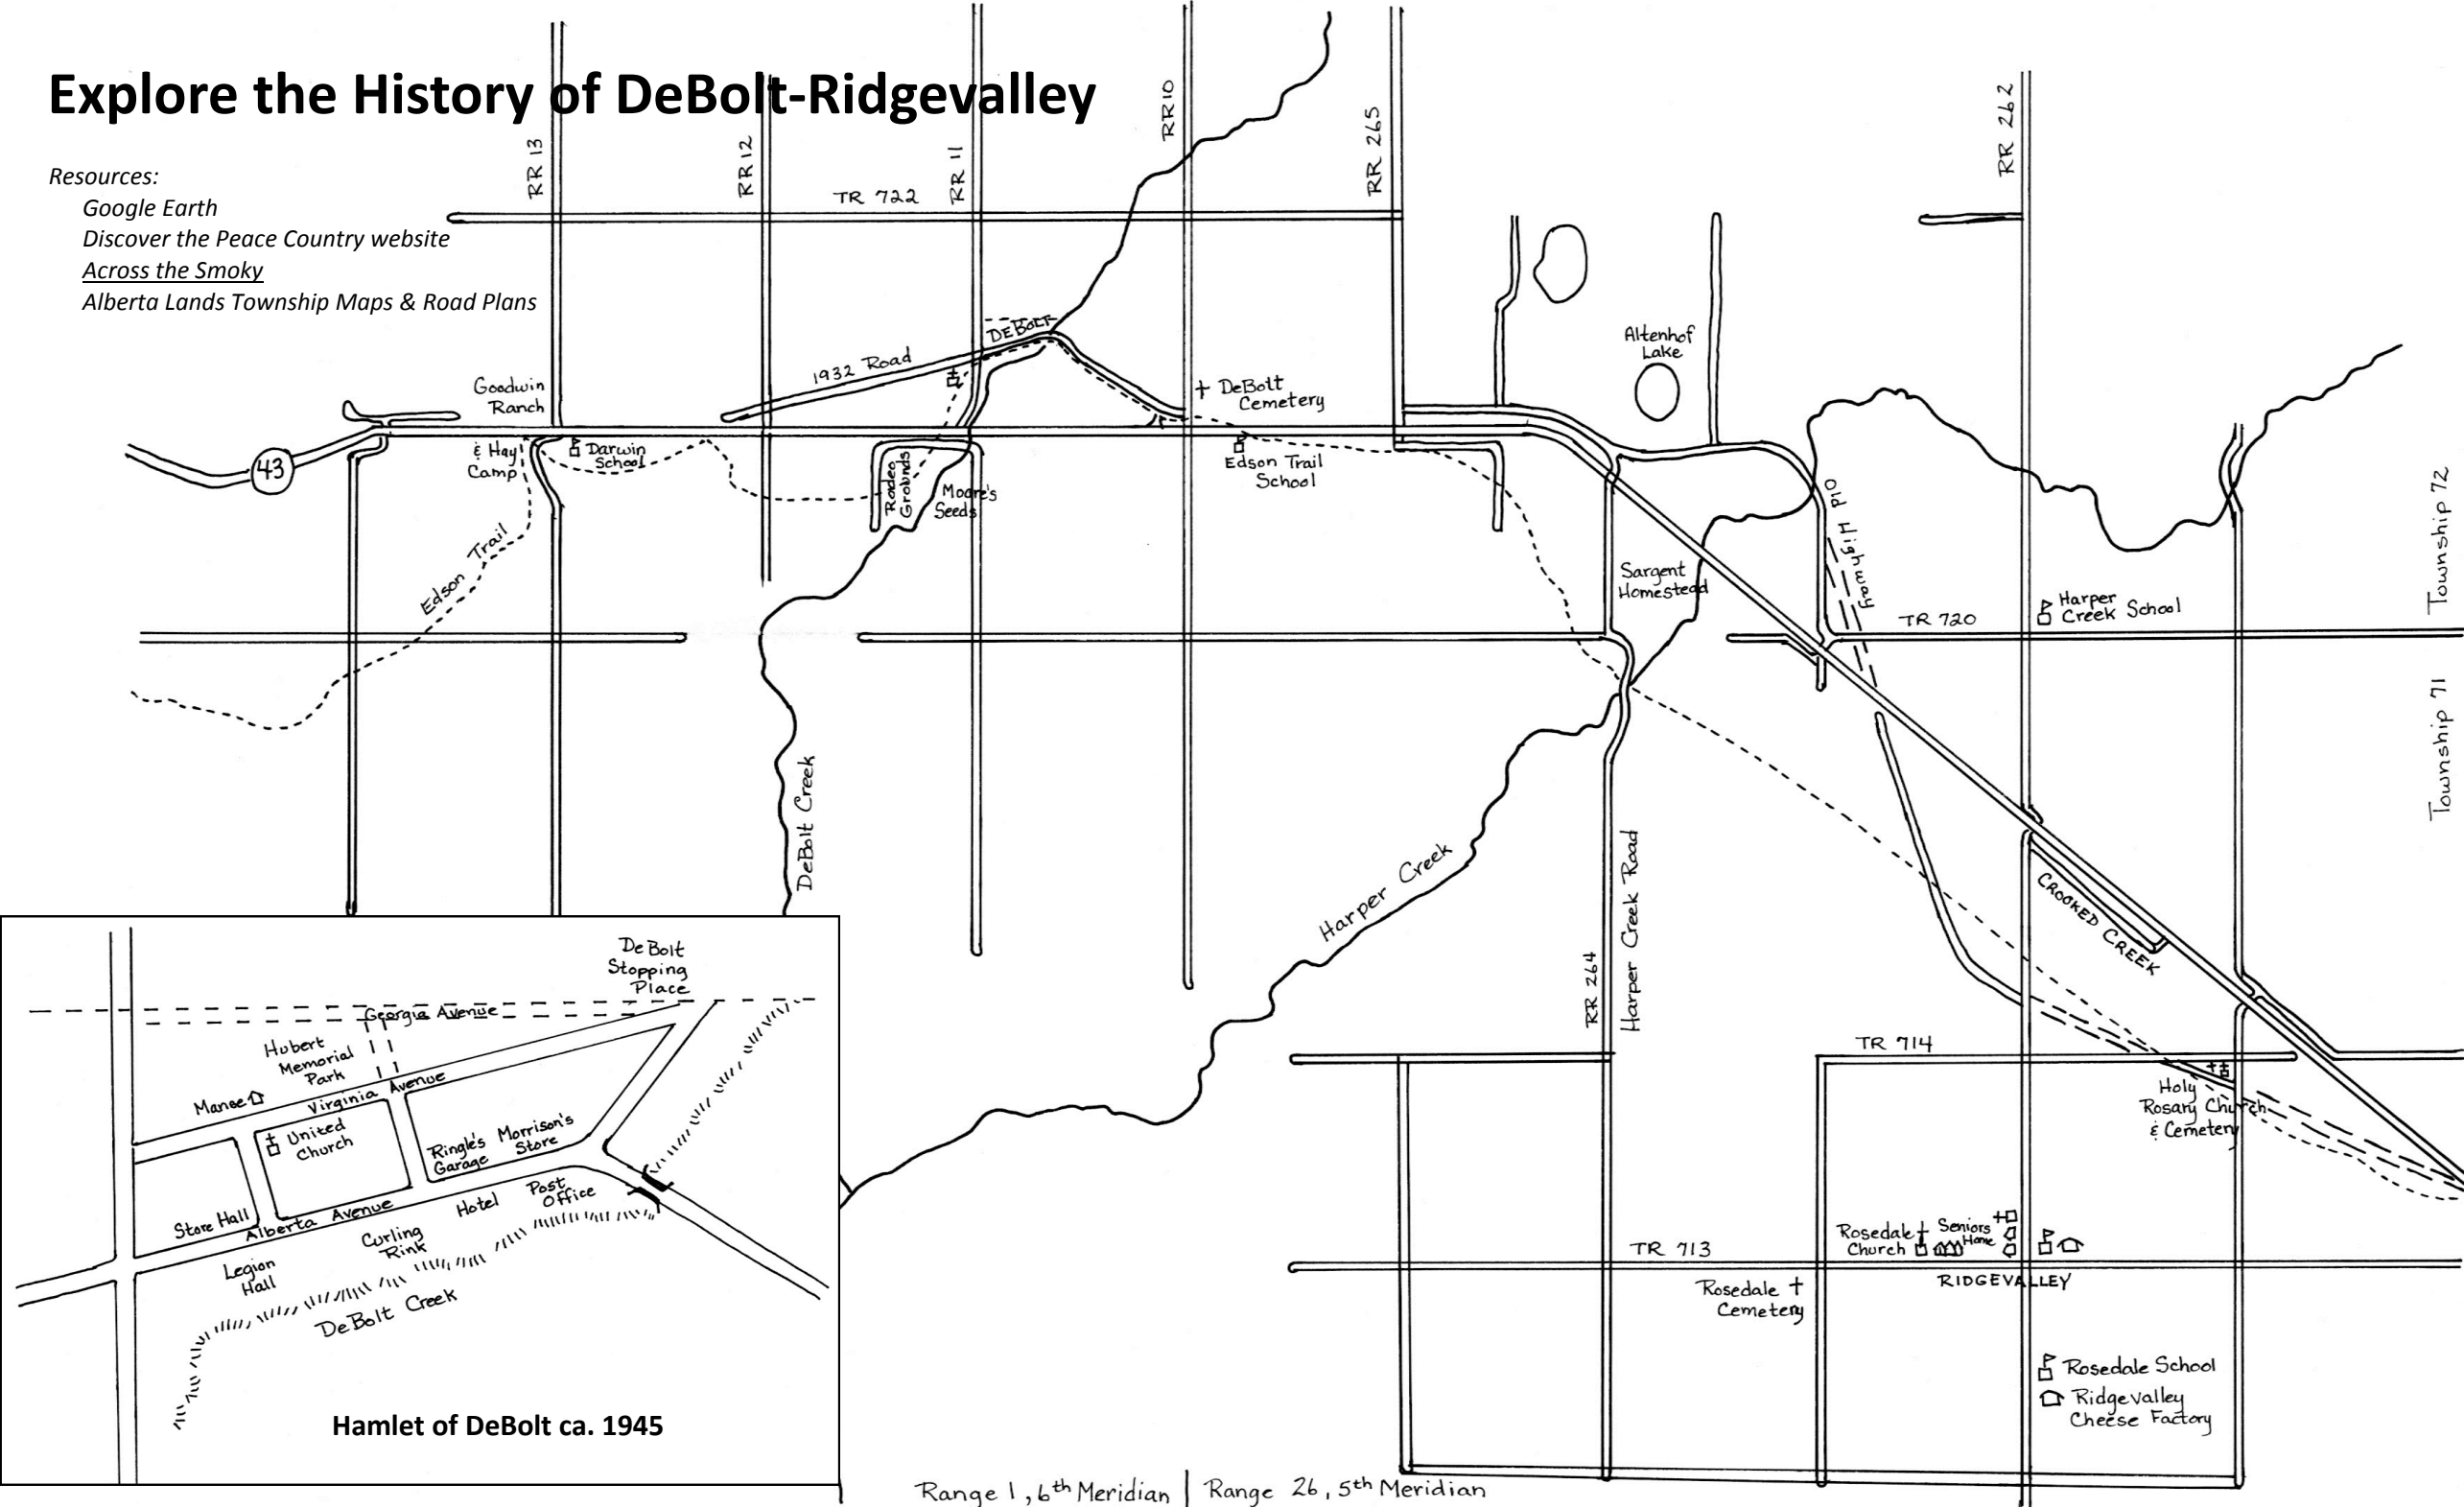 Explore the History of DeBolt-Ridgevalley
Resources:
Google Earth
Discover the Peace Country website
Across the Smoky
Alberta Lands Township Maps & Road Plans
RR 13
RR 12
RR 11
RR10
RR 265
RR 262
TR 722
DEBOLT
1932 Road
Goodwin
Ranch
& Hay
Camp
43
Darwin
School
Edson Trail
Rodeo
Grounds
Moore's
Seeds
DeBolt
Cemetery
Edson Trail
School
Altenhof
Lake
Old Highway
Sargent
Homestead
TR 720
Harper
Creek School
Township 72
Township 71
DeBolt Creek
Harper Creek
RR 264
Harper Creek Road
CROOKED CREEK
TR 714
Holy
Rosary Church
& Cemetery
TR 713
Rosedale
Church
Seniors
Home
RIDGEVALLEY
Rosedale
Cemetery
Rosedale School
Ridgevalley
Cheese Factory
Range 1, 6th Meridian | Range 26, 5th Meridian
DeBolt
Stopping
Place
Georgia Avenue
Hubert
Memorial
Park
Manse
Virginia Avenue
United
Church
Ringle's
Garage
Morrison's
Store
Store Hall
Alberta Avenue
Legion
Hall
Curling
Rink
Hotel
Post
Office
DeBolt Creek
Hamlet of DeBolt ca. 1945